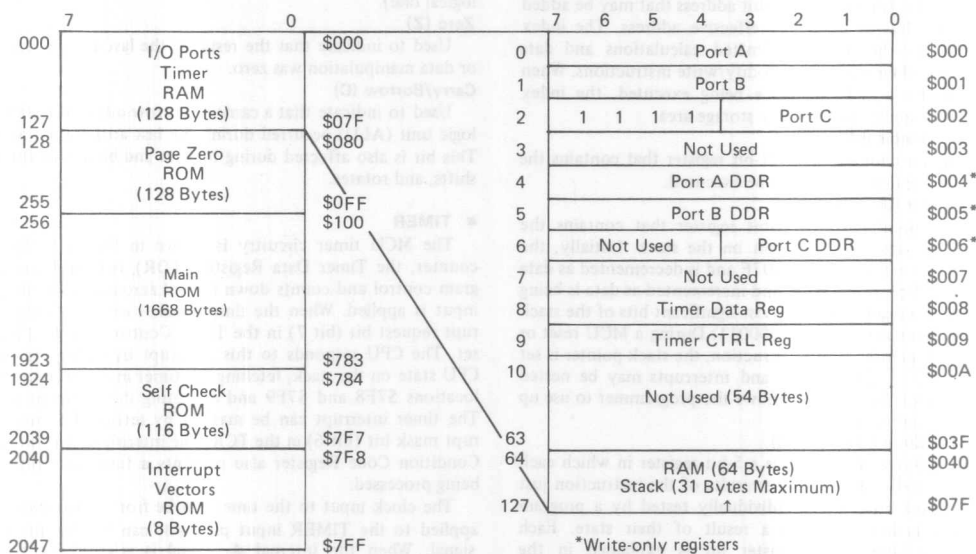 7 0
000 $000
I/O Ports
Timer
RAM
(128 Bytes)
127 $07F
128 $080
Page Zero
ROM
(128 Bytes)
255 $0FF
256 $100
Main
ROM
(1668 Bytes)
1923 $783
1924 $784
Self Check
ROM
(116 Bytes)
2039 $7F7
2040 $7F8
Interrupt
Vectors
ROM
(8 Bytes)
2047 $7FF
7 6 5 4 3 2 1 0
0 Port A $000
1 Port B $001
2 1 1 1 1 Port C $002
3 Not Used $003
4 Port A DDR $004*
5 Port B DDR $005*
6 Not Used Port C DDR $006*
7 Not Used $007
8 Timer Data Reg $008
9 Timer CTRL Reg $009
10 $00A
Not Used (54 Bytes)
63 $03F
64 $040
RAM (64 Bytes)
Stack (31 Byte Maximum)
127 $07F
*Write-only registers